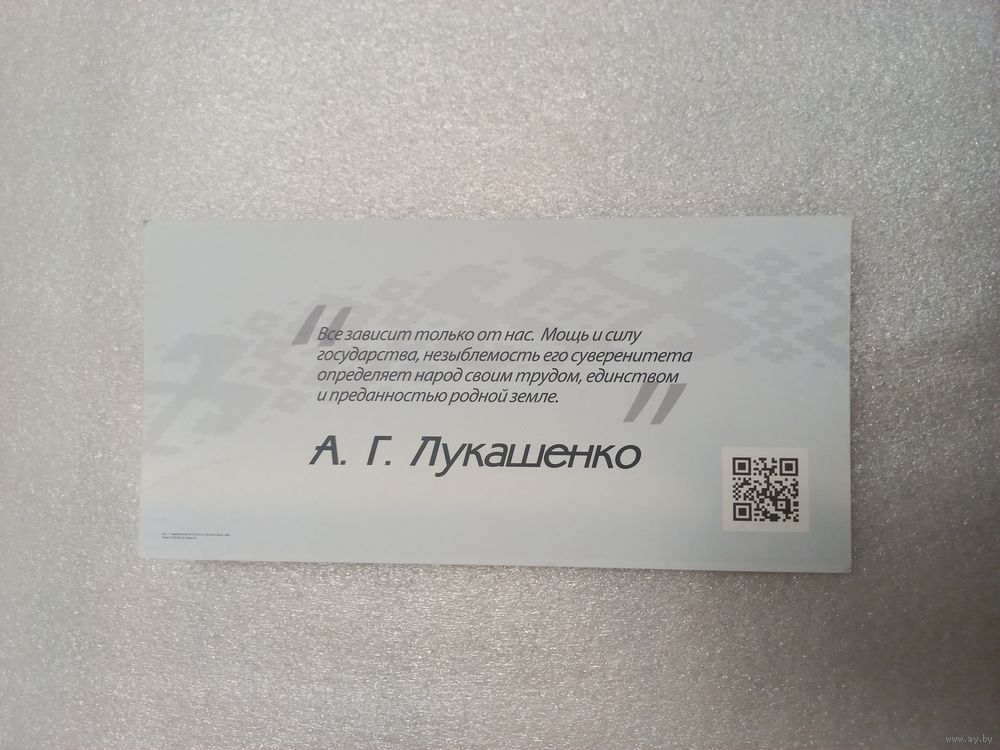 "Все зависит только от нас. Мощь и силу
государства, незыблемость его суверенитета
определяет народ своим трудом, единством
и преданностью родной земле."
А. Г. Лукашенко
www.ay.by